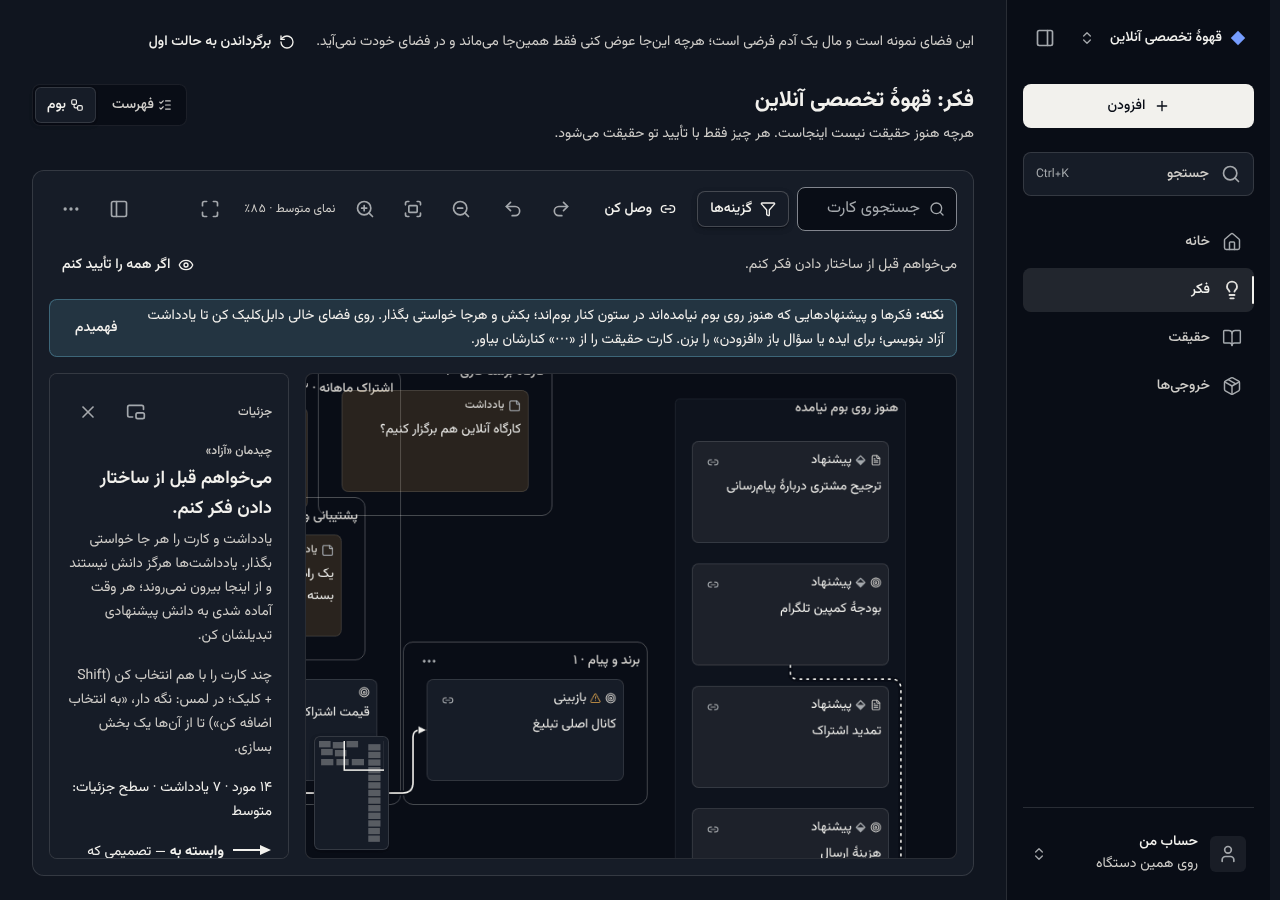 قهوهٔ تخصصی آنلاین
افزودن
جستجو
Ctrl+K
خانه
فکر
حقیقت
خروجی‌ها
حساب من
روی همین دستگاه
این فضای نمونه است و مال یک آدم فرضی است؛ هرچه این‌جا عوض کنی فقط همین‌جا می‌ماند و در فضای خودت نمی‌آید.
برگرداندن به حالت اول
فکر: قهوهٔ تخصصی آنلاین
هرچه هنوز حقیقت نیست اینجاست. هر چیز فقط با تأیید تو حقیقت می‌شود.
فهرست
بوم
جستجوی کارت
گزینه‌ها
وصل کن
نمای متوسط · ۸۵٪
می‌خواهم قبل از ساختار دادن فکر کنم.
اگر همه را تأیید کنم
نکته: فکرها و پیشنهادهایی که هنوز روی بوم نیامده‌اند در ستون کنار بوم‌اند؛ بکش و هرجا خواستی بگذار. روی فضای خالی دابل‌کلیک کن تا یادداشت
آزاد بنویسی؛ برای ایده یا سؤال باز «افزودن» را بزن. کارت حقیقت را از «⋯» کنارشان بیاور.
فهمیدم
هنوز روی بوم نیامده
پیشنهاد
ترجیح مشتری دربارهٔ پیام‌رسانی
پیشنهاد
بودجهٔ کمپین تلگرام
پیشنهاد
تمدید اشتراک
پیشنهاد
هزینهٔ ارسال
اشتراک ماهانه ·
یادداشت
کارگاه آنلاین هم برگزار کنیم؟
پشتیبانی و
یک
بسته
برند و پیام · ۱
بازبینی
کانال اصلی تبلیغ
قیمت اشتراک
جزئیات
چیدمان «آزاد»
می‌خواهم قبل از ساختار
دادن فکر کنم.
یادداشت و کارت را هر جا خواستی
بگذار. یادداشت‌ها هرگز دانش نیستند
و از اینجا بیرون نمی‌روند؛ هر وقت
آماده شدی به دانش پیشنهادی
تبدیلشان کن.
چند کارت را با هم انتخاب کن (Shift
+ کلیک؛ در لمس: نگه دار، «به انتخاب
اضافه کن») تا از آن‌ها یک بخش
بسازی.
۱۴ مورد · ۷ یادداشت · سطح جزئیات:
متوسط
وابسته به — تصمیمی که